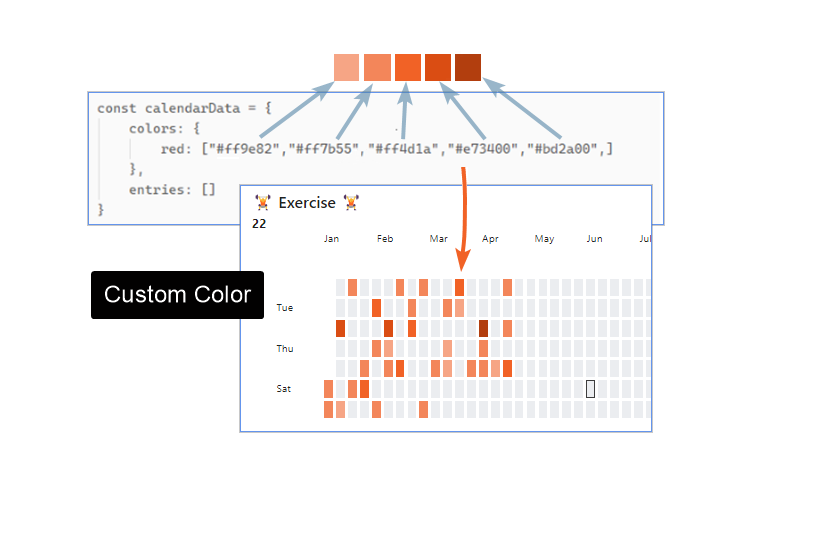 const calendarData = {
colors: {
red: ["#ff9e82","#ff7b55","#ff4d1a","#e73400","#bd2a00",]
},
entries: []
}
Exercise
22
Jan Feb Mar Apr May Jun Jul
Custom Color
Tue
Thu
Sat